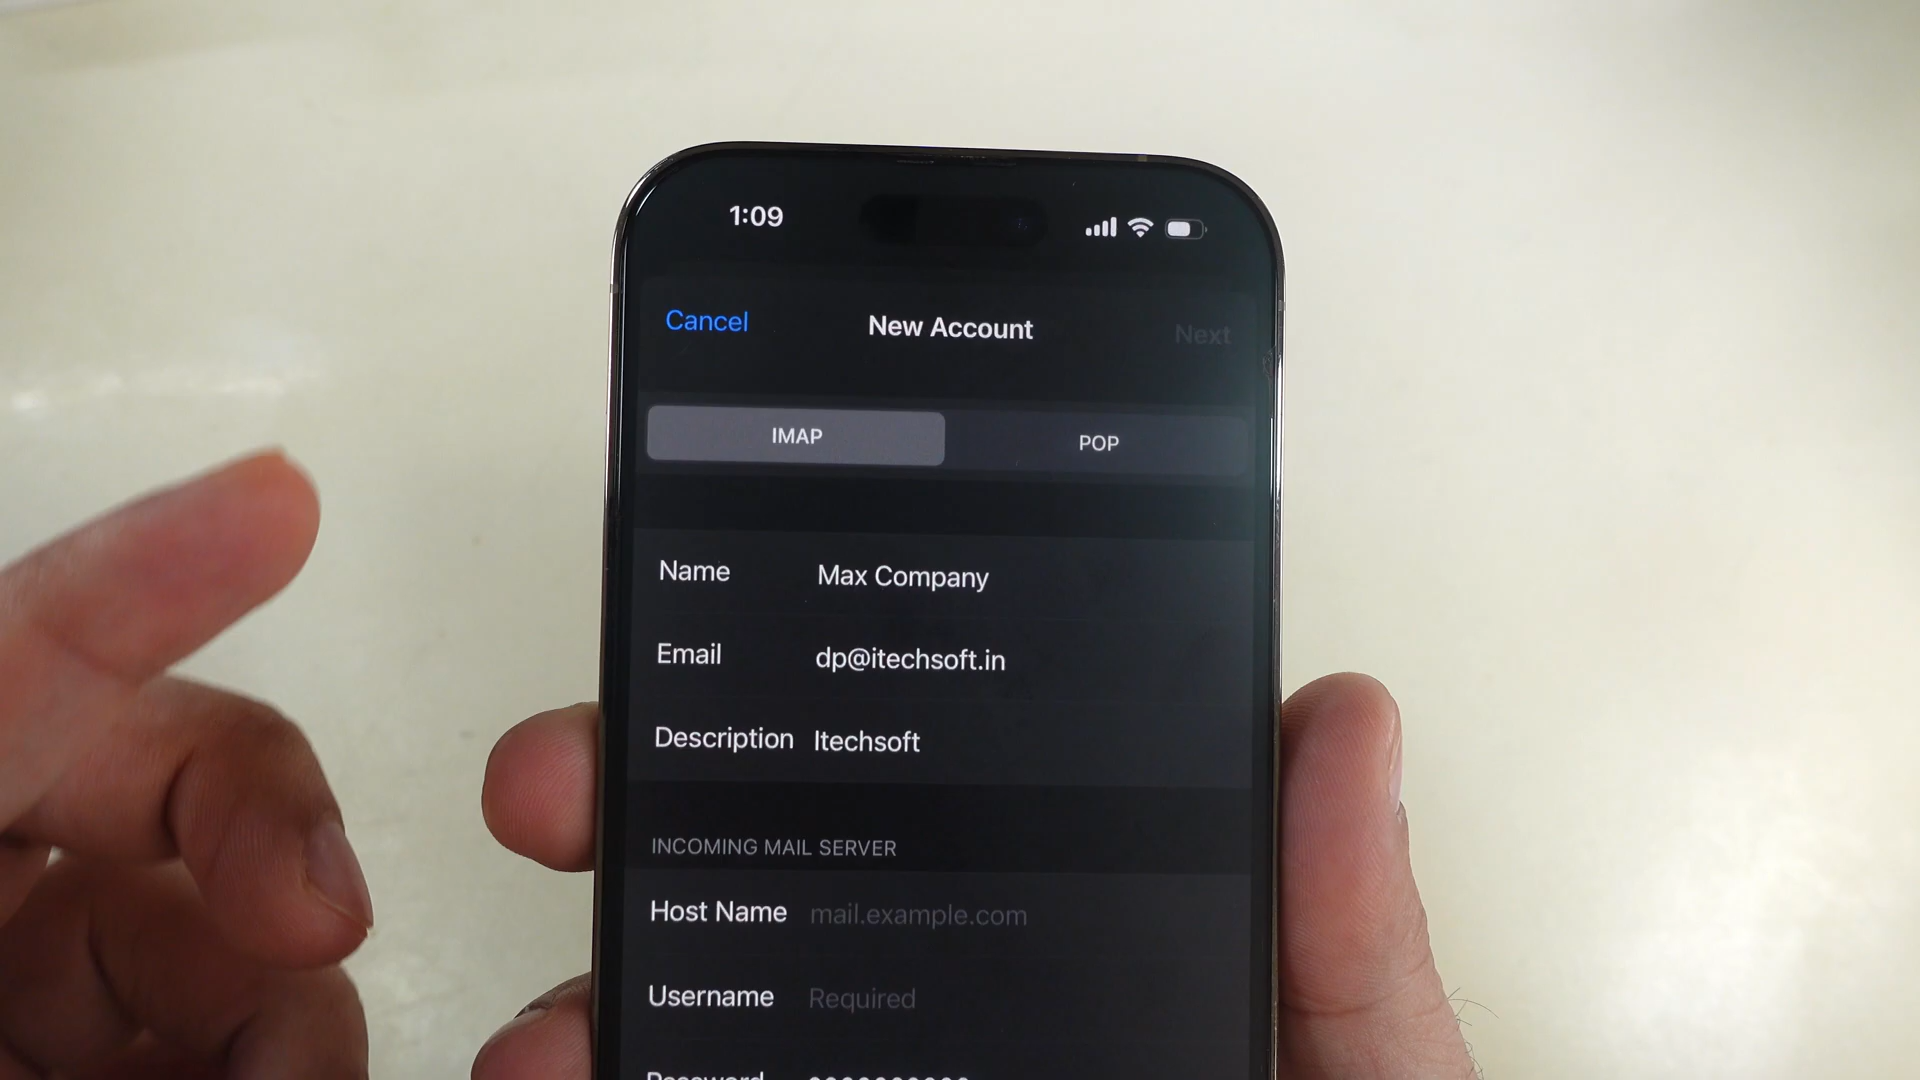 1:09
Cancel New Account Next
IMAP POP
Name Max Company
Email dp@itechsoft.in
Description Itechsoft
INCOMING MAIL SERVER
Host Name mail.example.com
Username Required
Password